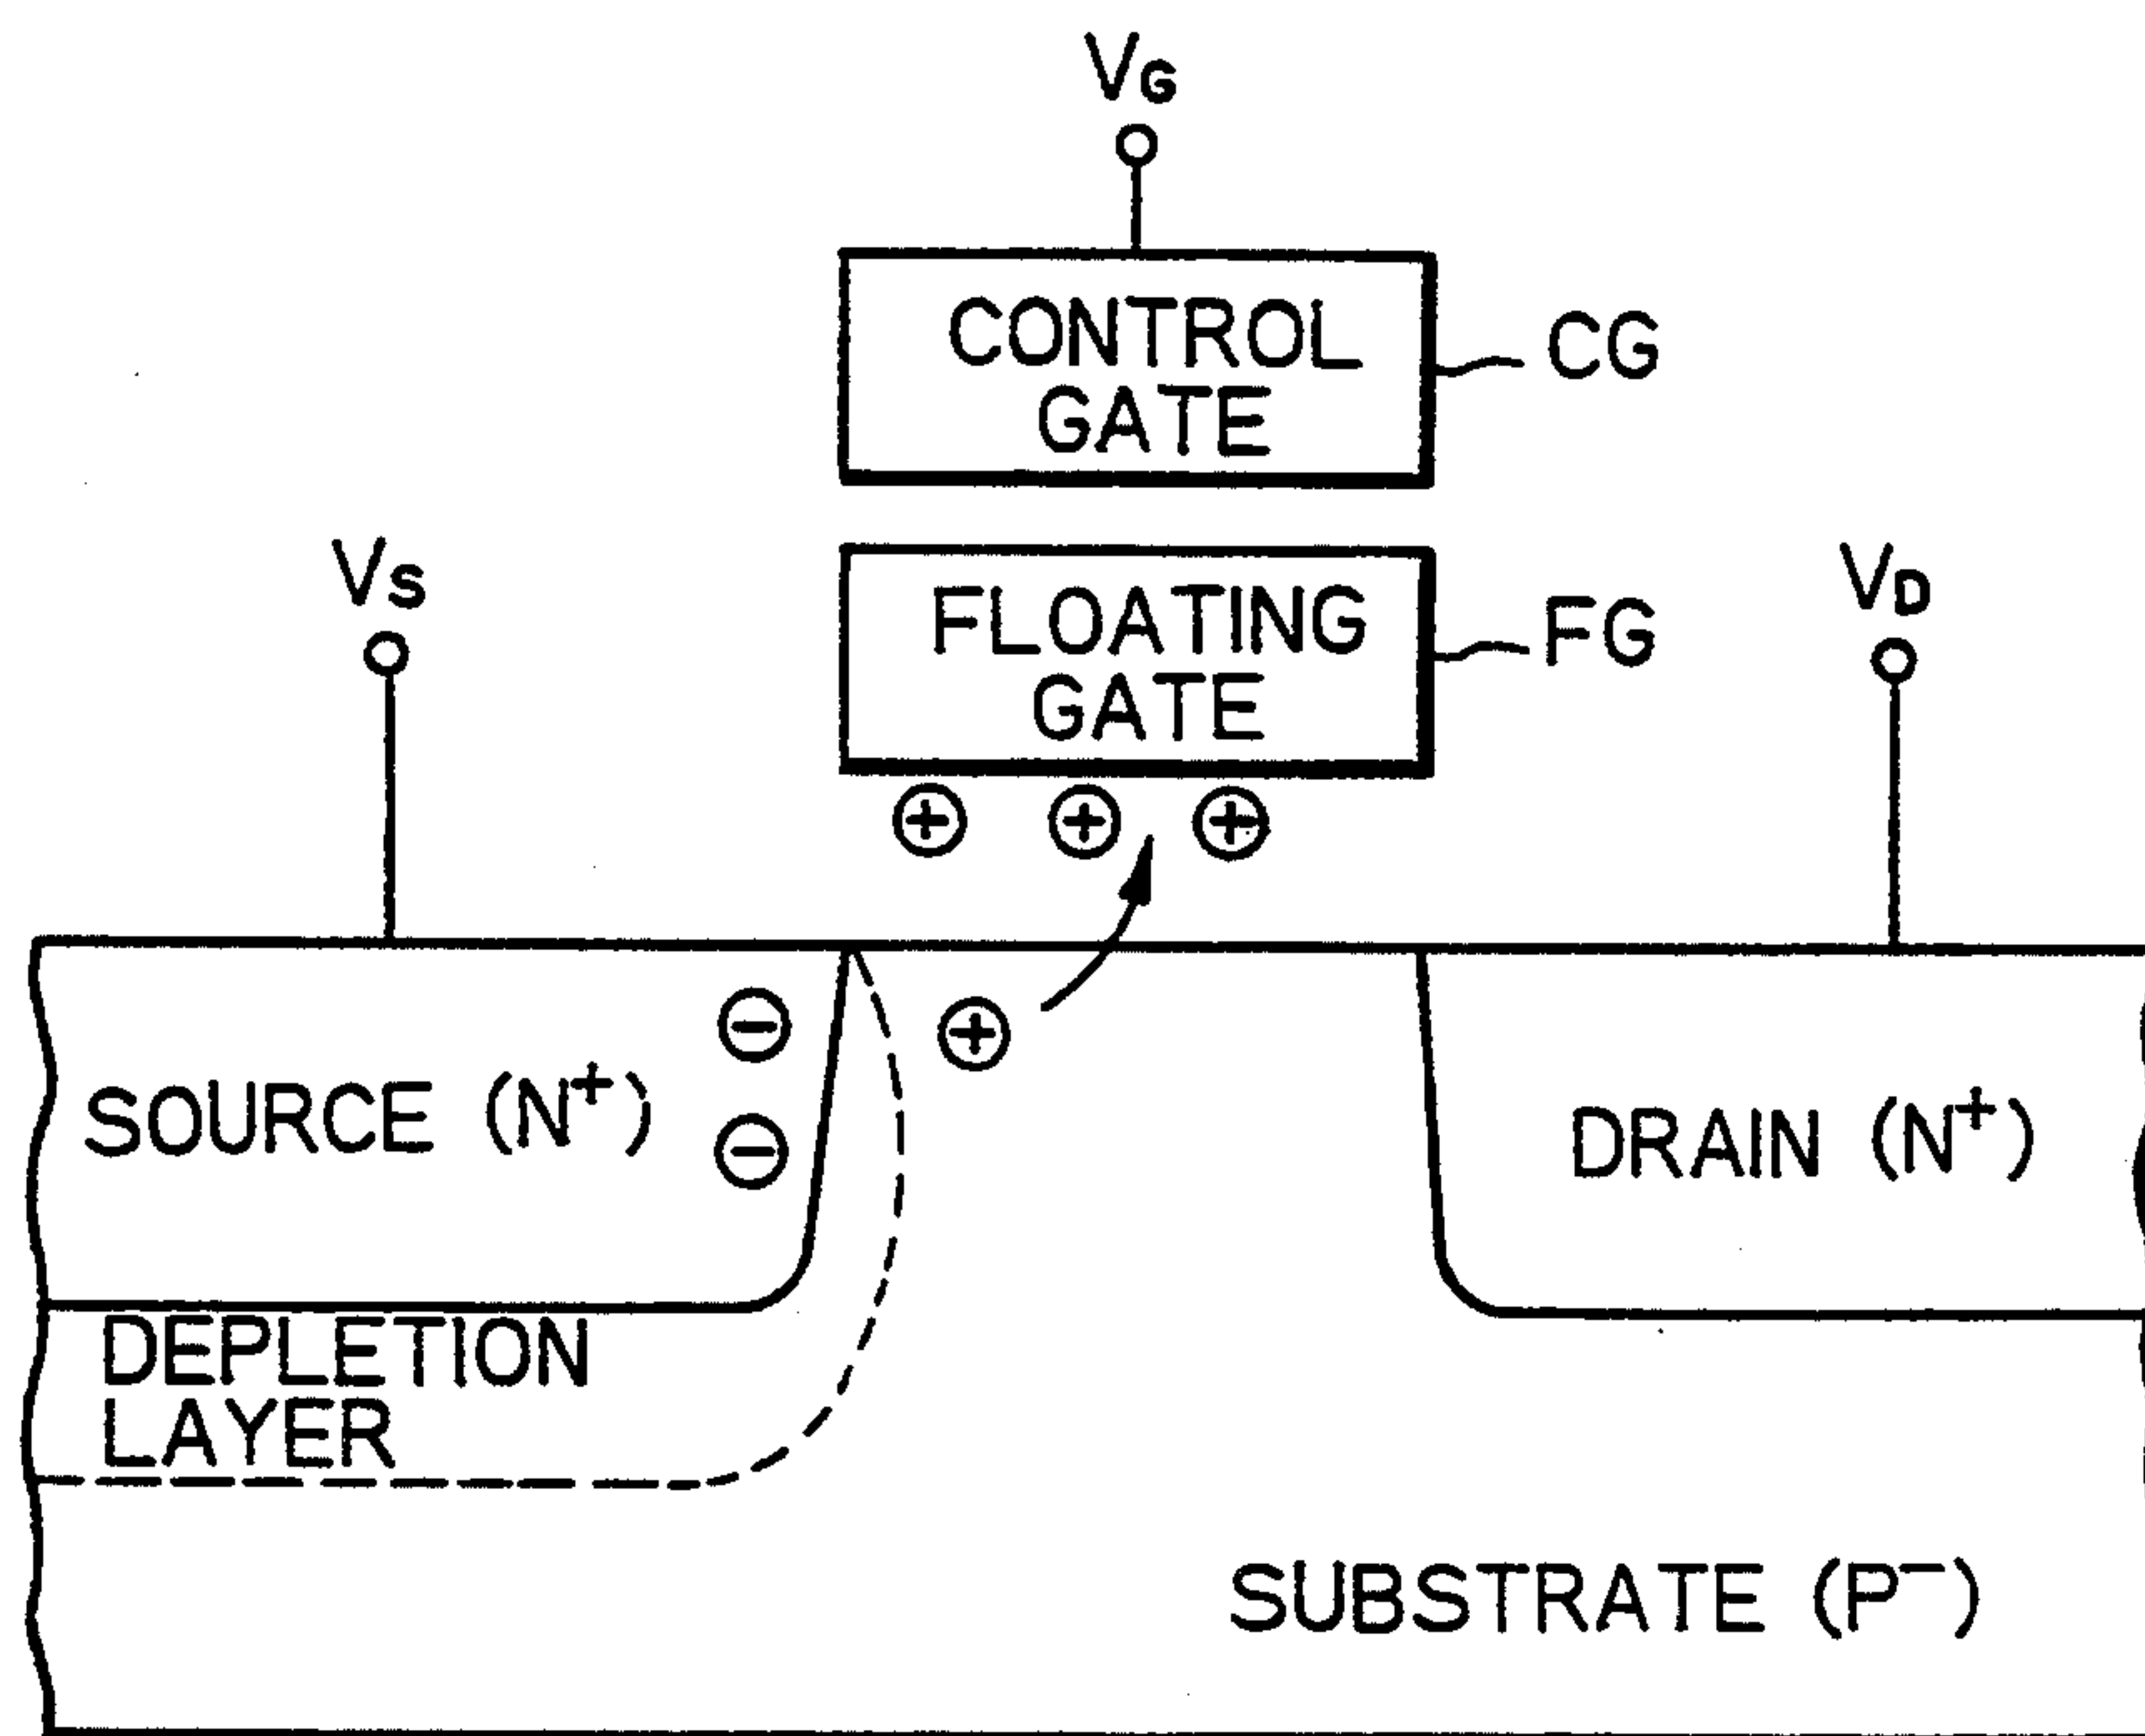 VG
CONTROL
GATE
CG
VS
FLOATING
GATE
FG
VD
⊕ ⊕ ⊕
⊖ ⊕
SOURCE (N⁺)
⊖
DRAIN (N⁺)
DEPLETION
LAYER
SUBSTRATE (P⁻)